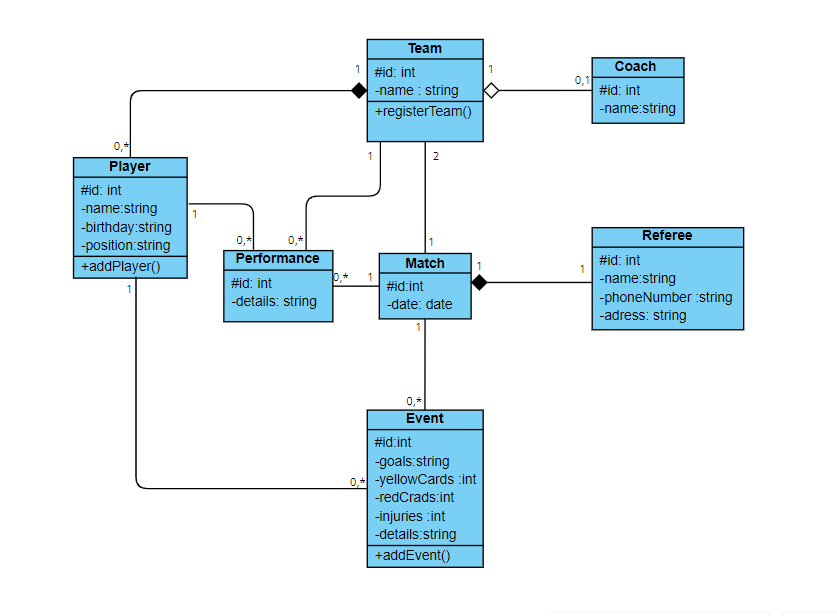 Team
#id: int
-name : string
+registerTeam()
1
1
0,1
Coach
#id: int
-name:string
0,*
Player
#id: int
-name:string
-birthday:string
-position:string
+addPlayer()
1
1
1
2
0,*
0,*
Performance
#id: int
-details: string
0,*
1
1
Match
#id:int
-date: date
1
1
Referee
#id: int
-name:string
-phoneNumber :string
-adress: string
1
0,*
0,*
Event
#id:int
-goals:string
-yellowCards :int
-redCrads:int
-injuries :int
-details:string
+addEvent()